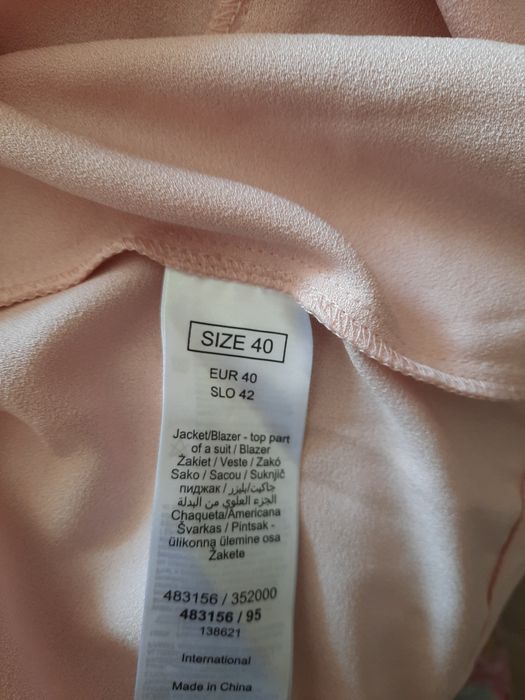 SIZE 40
EUR 40
SLO 42
Jacket/Blazer - top part
of a suit / Blazer
Žakiet / Veste / Zakó
Sako / Sacou / Suknjič
пиджак / جاكيت/بليزر
الجزء العلوي من البدلة
Chaqueta/Americana
Švarkas / Pintsak -
ülikonna ülemine osa
Žakete
483156 / 352000
483156 / 95
138621
International
Made in China